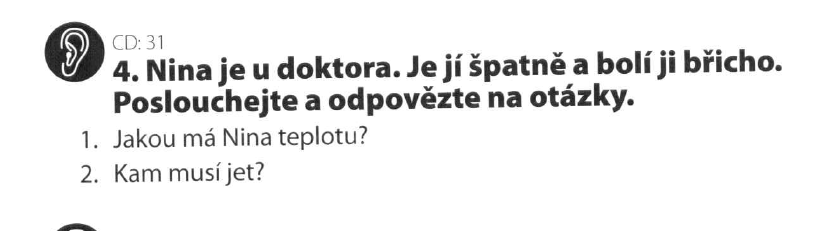 CD: 31
4. Nina je u doktora. Je jí špatně a bolí ji břicho.
Poslouchejte a odpovězte na otázky.
1. Jakou má Nina teplotu?
2. Kam musí jet?